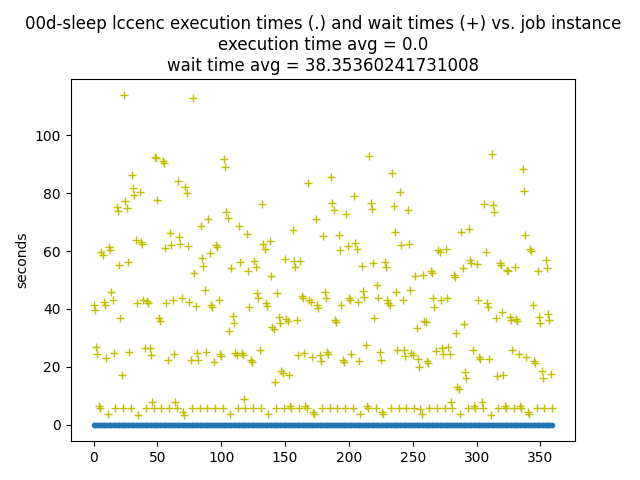 00d-sleep lccenc execution times (.) and wait times (+) vs. job instance
execution time avg = 0.0
wait time avg = 38.35360241731008
seconds
100
80
60
40
20
0
0 50 100 150 200 250 300 350